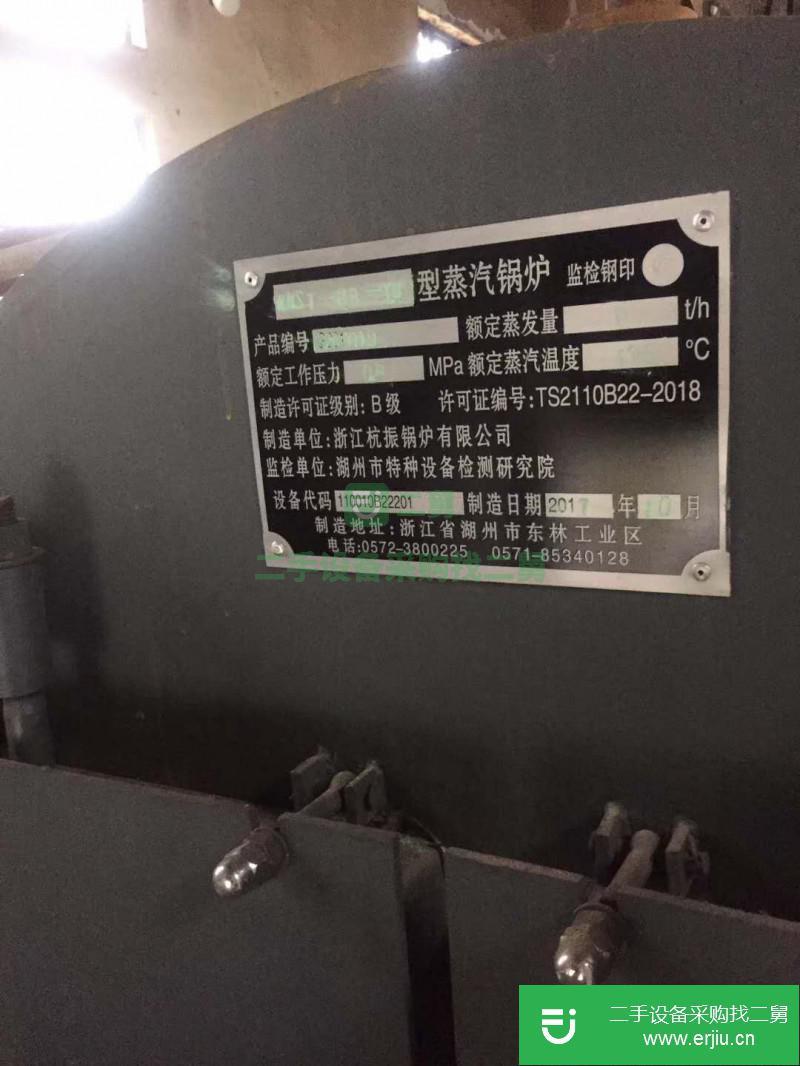 型蒸汽锅炉 监检钢印
产品编号 额定蒸发量 t/h
额定工作压力 MPa 额定蒸汽温度 ℃
制造许可证级别: B级 许可证编号: TS2110B22-2018
制造单位: 浙江杭振锅炉有限公司
监检单位: 湖州市特种设备检测研究院
设备代码 110010B22201 制造日期 2017 年 10 月
制造地址: 浙江省湖州市东林工业区
电话: 0572-3800225 0571-85340128
二舅
二手设备采购找二舅
二手设备采购找二舅
www.erjiu.cn